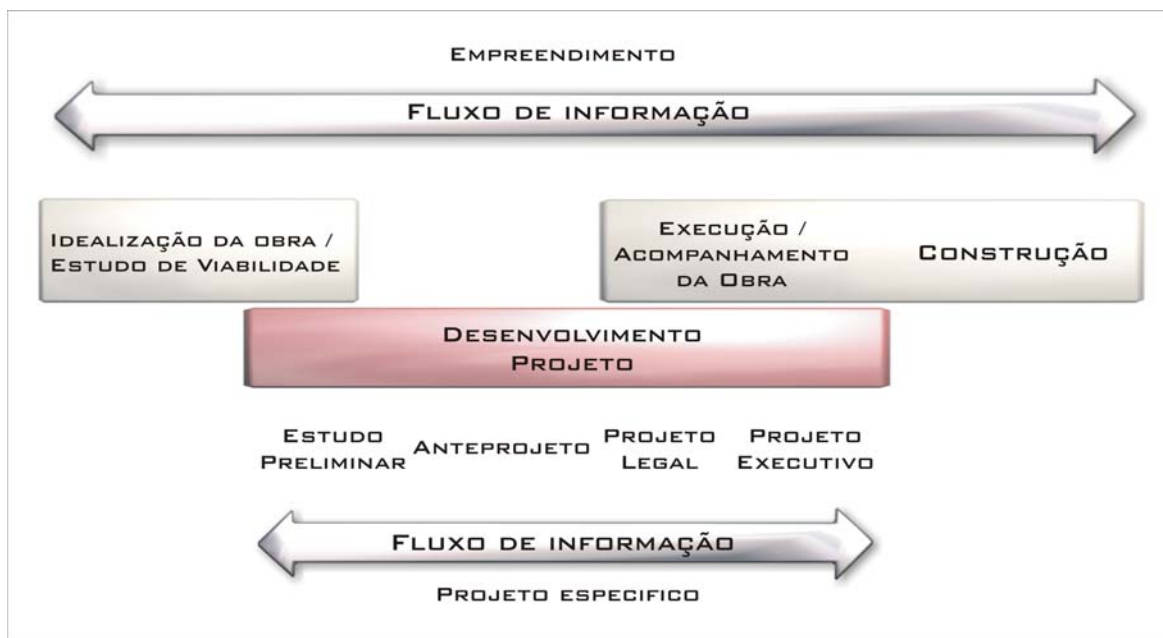 EMPREENDIMENTO
FLUXO DE INFORMAÇÃO
IDEALIZAÇÃO DA OBRA /
ESTUDO DE VIABILIDADE
EXECUÇÃO /
ACOMPANHAMENTO
DA OBRA
CONSTRUÇÃO
DESENVOLVIMENTO
PROJETO
ESTUDO
PRELIMINAR
ANTEPROJETO
PROJETO
LEGAL
PROJETO
EXECUTIVO
FLUXO DE INFORMAÇÃO
PROJETO ESPECIFICO